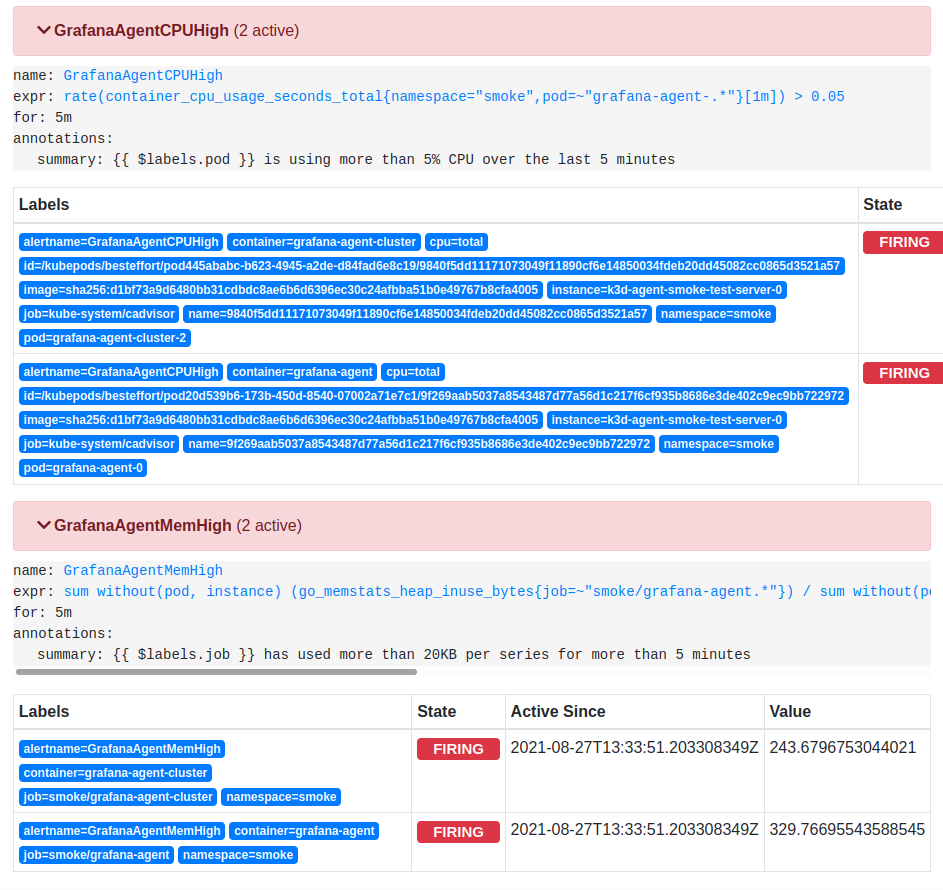 GrafanaAgentCPUHigh (2 active)
name: GrafanaAgentCPUHigh
expr: rate(container_cpu_usage_seconds_total{namespace="smoke",pod=~"grafana-agent-.*"}[1m]) > 0.05
for: 5m
annotations:
summary: {{ $labels.pod }} is using more than 5% CPU over the last 5 minutes
Labels State
alertname=GrafanaAgentCPUHigh container=grafana-agent-cluster cpu=total FIRING
id=/kubepods/besteffort/pod445ababc-b623-4945-a2de-d84fad6e8c19/9840f5dd11171073049f11890cf6e14850034fdeb20dd45082cc0865d3521a57
image=sha256:d1bf73a9d6480bb31cdbdc8ae6b6d6396ec30c24afbba51b0e49767b8cfa4005 instance=k3d-agent-smoke-test-server-0
job=kube-system/cadvisor name=9840f5dd11171073049f11890cf6e14850034fdeb20dd45082cc0865d3521a57 namespace=smoke
pod=grafana-agent-cluster-2
alertname=GrafanaAgentCPUHigh container=grafana-agent cpu=total FIRING
id=/kubepods/besteffort/pod20d539b6-173b-450d-8540-07002a71e7c1/9f269aab5037a8543487d77a56d1c217f6cf935b8686e3de402c9ec9bb722972
image=sha256:d1bf73a9d6480bb31cdbdc8ae6b6d6396ec30c24afbba51b0e49767b8cfa4005 instance=k3d-agent-smoke-test-server-0
job=kube-system/cadvisor name=9f269aab5037a8543487d77a56d1c217f6cf935b8686e3de402c9ec9bb722972 namespace=smoke
pod=grafana-agent-0
GrafanaAgentMemHigh (2 active)
name: GrafanaAgentMemHigh
expr: sum without(pod, instance) (go_memstats_heap_inuse_bytes{job=~"smoke/grafana-agent.*"}) / sum without(
for: 5m
annotations:
summary: {{ $labels.job }} has used more than 20KB per series for more than 5 minutes
Labels State Active Since Value
alertname=GrafanaAgentMemHigh FIRING 2021-08-27T13:33:51.203308349Z 243.6796753044021
container=grafana-agent-cluster
job=smoke/grafana-agent-cluster namespace=smoke
alertname=GrafanaAgentMemHigh container=grafana-agent FIRING 2021-08-27T13:33:51.203308349Z 329.76695543588545
job=smoke/grafana-agent namespace=smoke